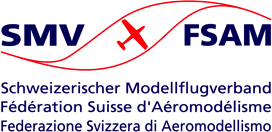 SMV FSAM
Schweizerischer Modellflugverband
Fédération Suisse d'Aéromodélisme
Federazione Svizzera di Aeromodellismo